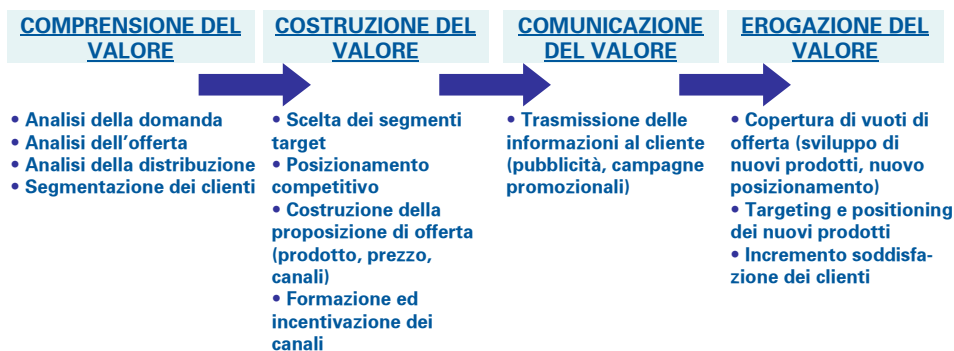 COMPRENSIONE DEL
VALORE
• Analisi della domanda
• Analisi dell'offerta
• Analisi della distribuzione
• Segmentazione dei clienti
COSTRUZIONE DEL
VALORE
• Scelta dei segmenti
target
• Posizionamento
competitivo
• Costruzione della
proposizione di offerta
(prodotto, prezzo,
canali)
• Formazione ed
incentivazione dei
canali
COMUNICAZIONE
DEL VALORE
• Trasmissione delle
informazioni al cliente
(pubblicità, campagne
promozionali)
EROGAZIONE DEL
VALORE
• Copertura di vuoti di
offerta (sviluppo di
nuovi prodotti, nuovo
posizionamento)
• Targeting e positioning
dei nuovi prodotti
• Incremento soddisfa-
zione dei clienti